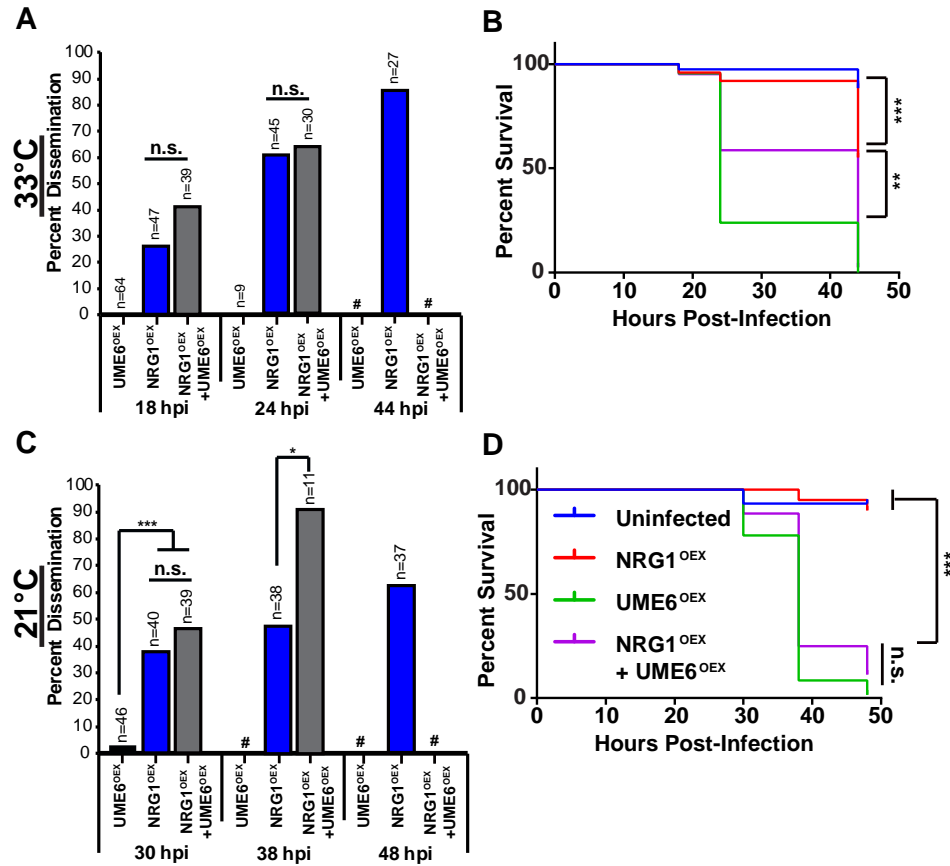 A
33°C
Percent Dissemination
100
90
80
70
60
50
40
30
20
10
0
n=64
n=47
n.s.
n=39
n=9
n=45
n.s.
n=30
#
n=27
#
UME6OEX
NRG1OEX
NRG1OEX
+UME6OEX
UME6OEX
NRG1OEX
NRG1OEX
+UME6OEX
UME6OEX
NRG1OEX
NRG1OEX
+UME6OEX
18 hpi
24 hpi
44 hpi
B
Percent Survival
100
50
0
***
**
0 10 20 30 40 50
Hours Post-Infection
C
21°C
Percent Dissemination
100
90
80
70
60
50
40
30
20
10
0
***
n.s.
n=46
n=40
n=39
*
#
n=38
n=11
#
n=37
#
UME6OEX
NRG1OEX
NRG1OEX
+UME6OEX
UME6OEX
NRG1OEX
NRG1OEX
+UME6OEX
UME6OEX
NRG1OEX
NRG1OEX
+UME6OEX
30 hpi
38 hpi
48 hpi
D
Percent Survival
100
50
0
Uninfected
NRG1OEX
UME6OEX
NRG1OEX
+ UME6OEX
***
n.s.
0 10 20 30 40 50
Hours Post-Infection